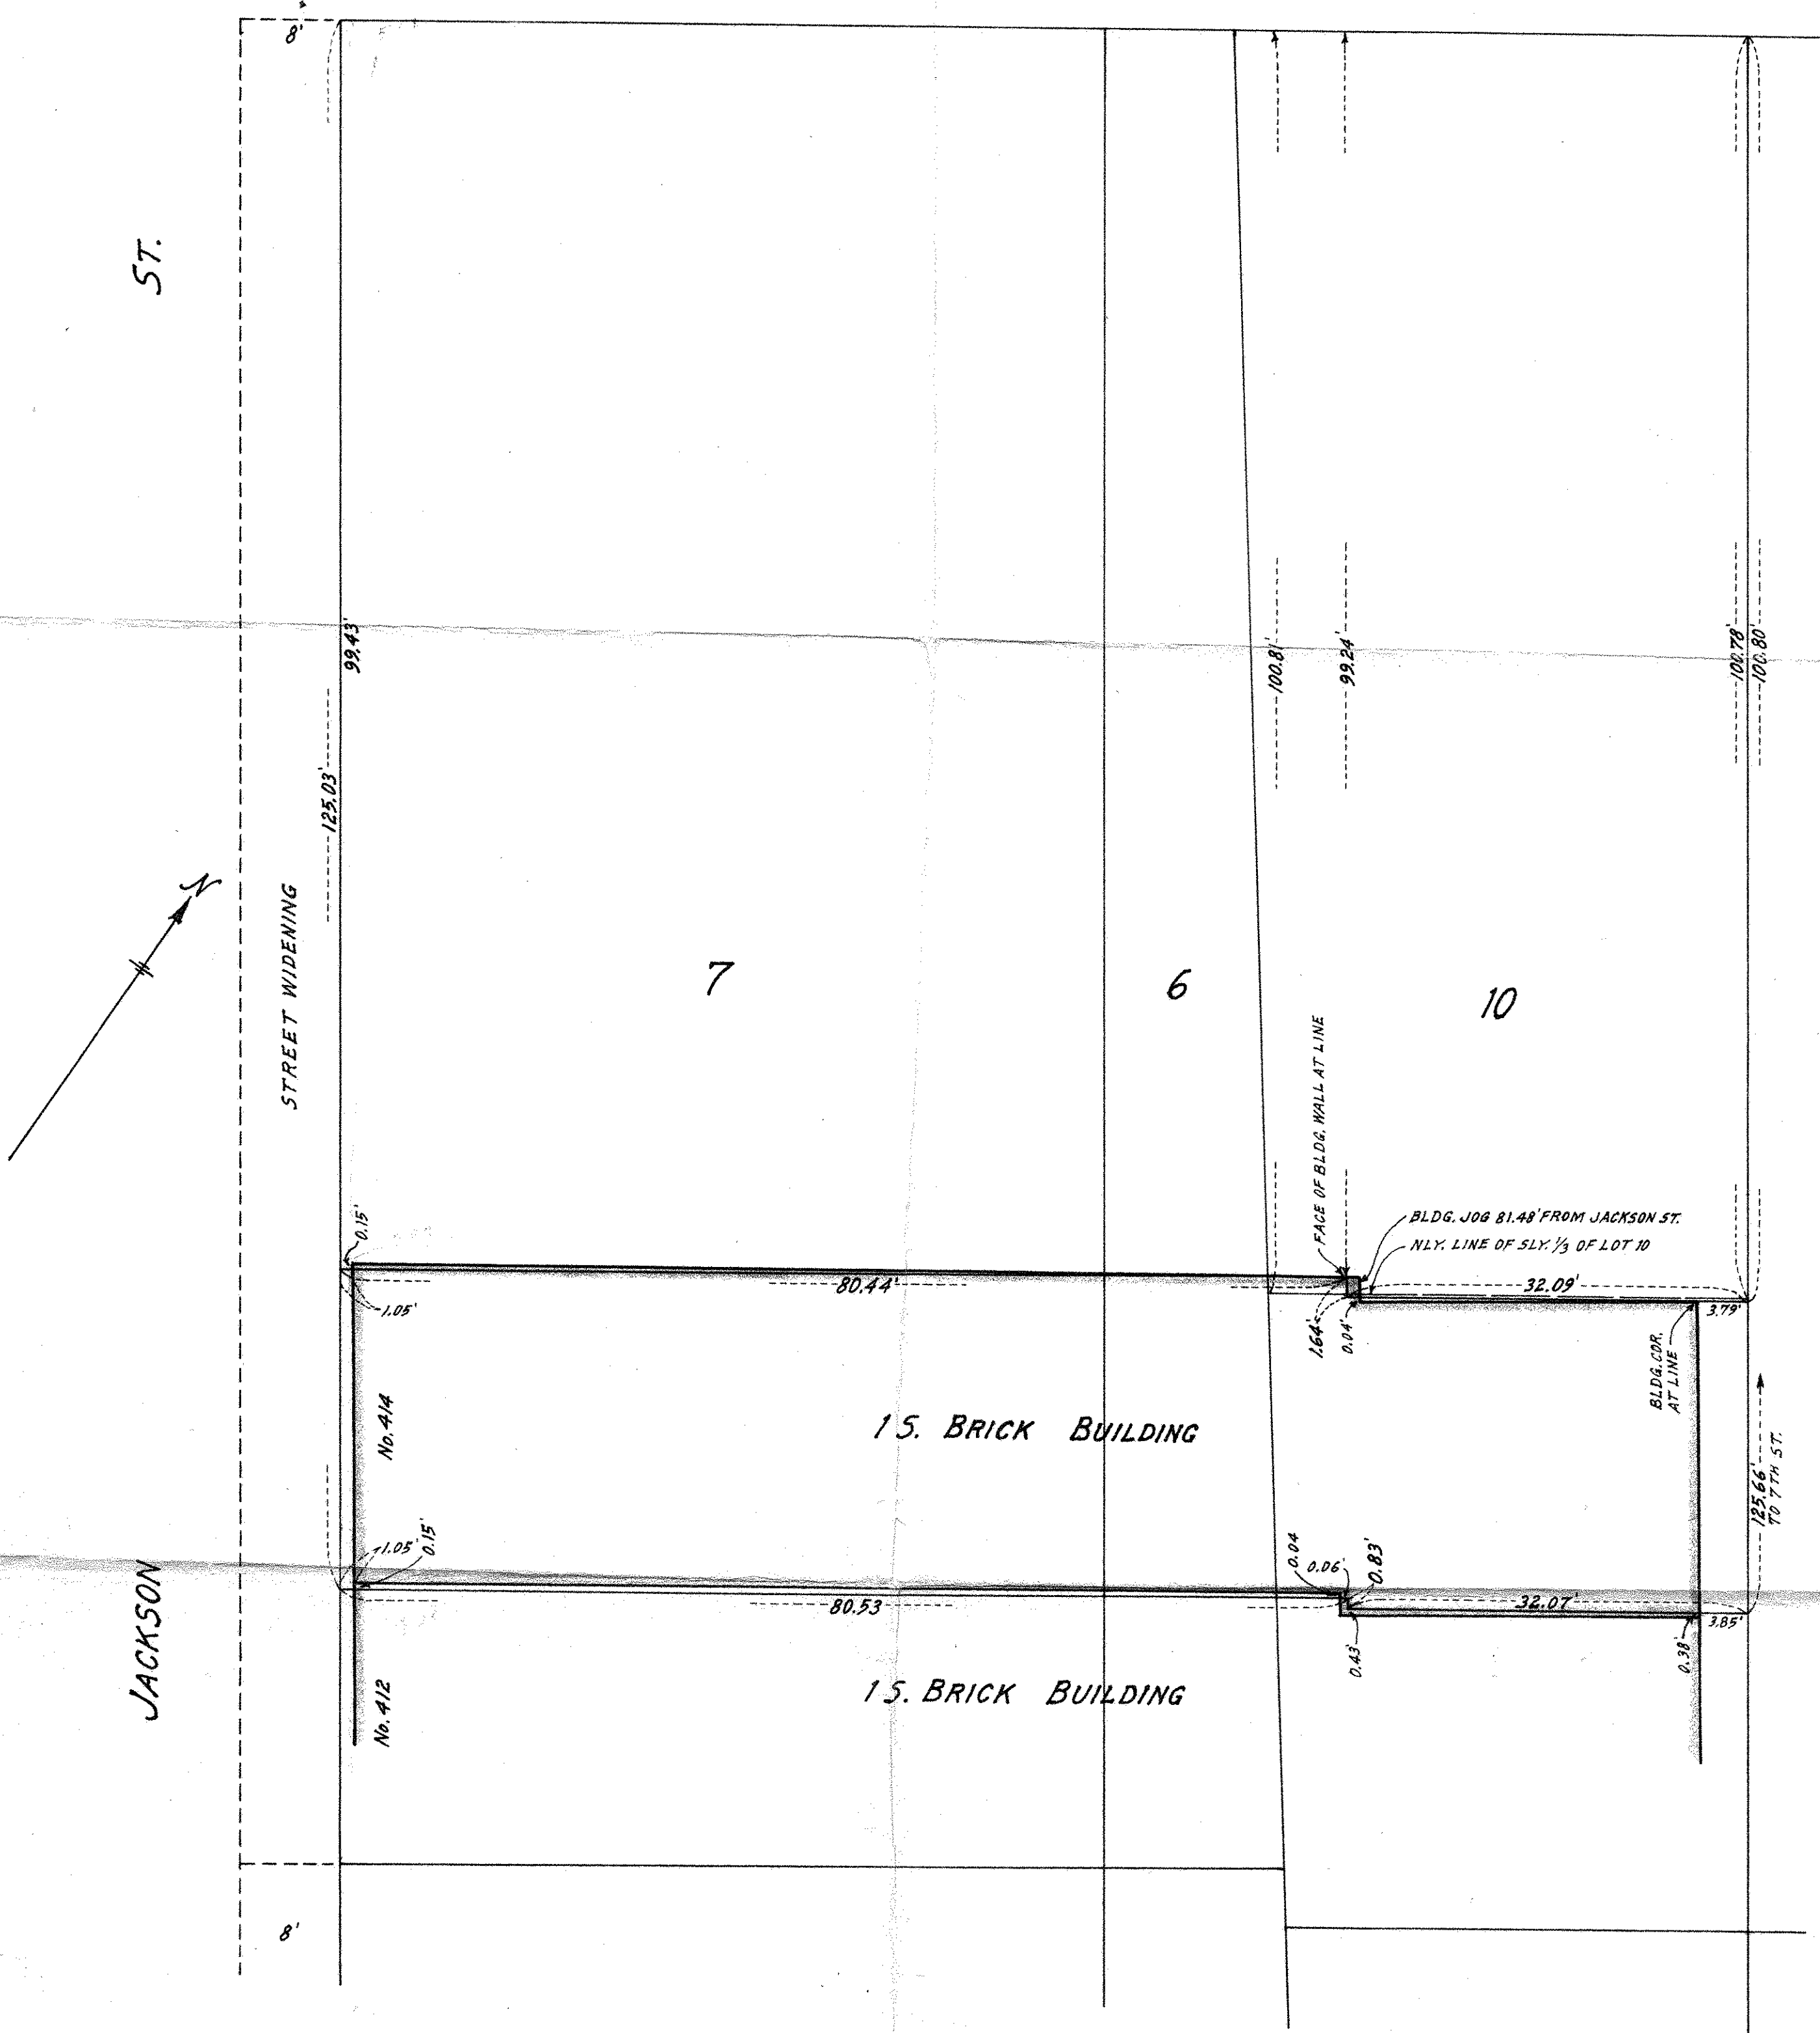 8'
ST.
99.43'
125.03'
100.81'
99.24'
100.78'
100.80'
N
STREET WIDENING
7
6
10
FACE OF BLDG. WALL AT LINE
0.15'
BLDG. JOG 81.48' FROM JACKSON ST.
NLY. LINE OF SLY. 1/3 OF LOT 10
80.44'
32.09'
1.05'
3.79'
1.64'
0.04'
BLDG. COR.
AT LINE
No. 414
1 S. BRICK BUILDING
125.66'
TO 7TH ST.
1.05'
0.15'
0.04
0.06'
0.83'
80.53
32.07'
3.85'
0.43'
0.38'
JACKSON
No. 412
1 S. BRICK BUILDING
8'